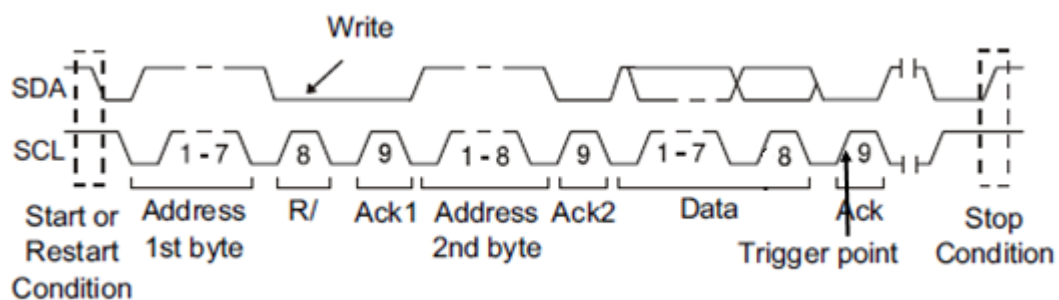 Write
SDA
SCL
1 - 7
8
9
1 - 8
9
1 - 7
8
9
Start or
Restart
Condition
Address
1st byte
R/
Ack1
Address
2nd byte
Ack2
Data
Ack
Trigger point
Stop
Condition